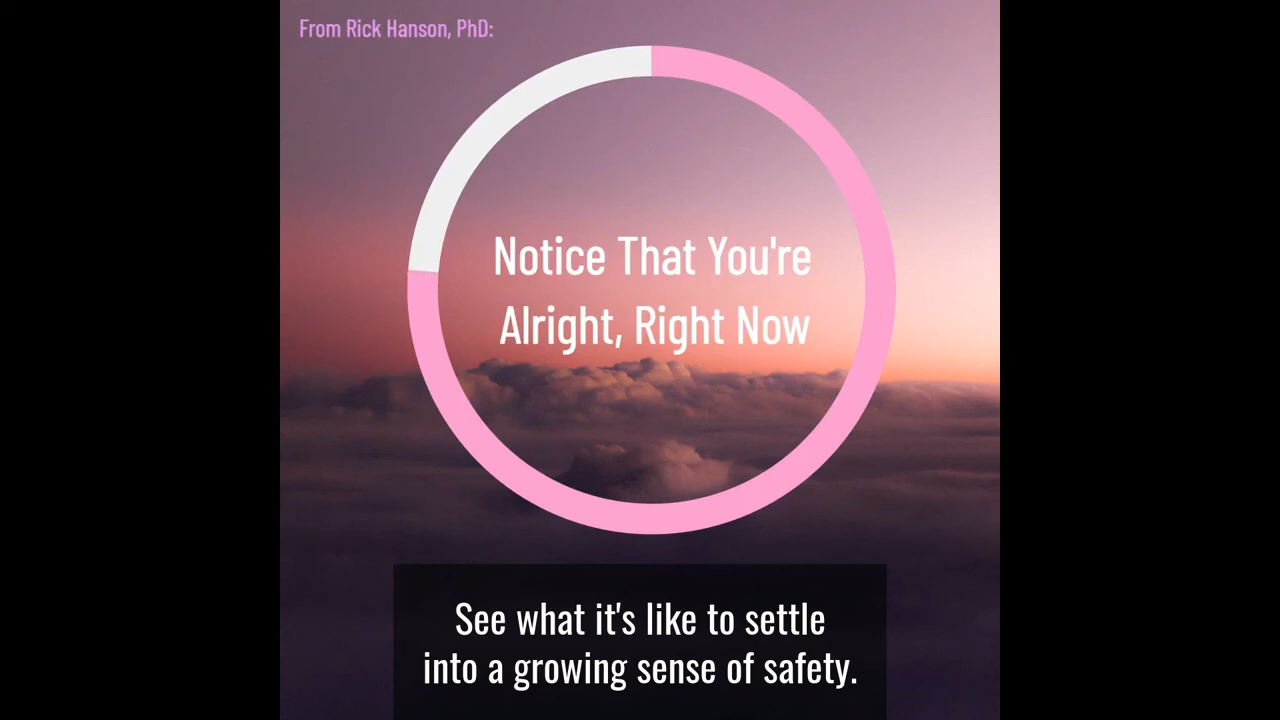 From Rick Hanson, PhD:
Notice That You're
Alright, Right Now
See what it's like to settle
into a growing sense of safety.